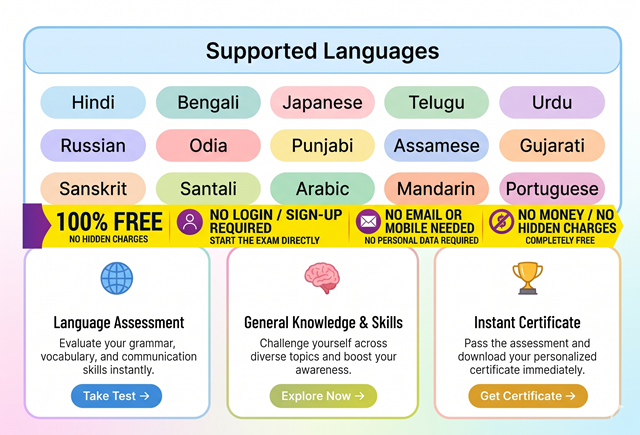 Supported Languages
Hindi
Bengali
Japanese
Telugu
Urdu
Russian
Odia
Punjabi
Assamese
Gujarati
Sanskrit
Santali
Arabic
Mandarin
Portuguese
100% FREE
NO HIDDEN CHARGES
NO LOGIN / SIGN-UP
REQUIRED
START THE EXAM DIRECTLY
NO EMAIL OR
MOBILE NEEDED
NO PERSONAL DATA REQUIRED
NO MONEY / NO
HIDDEN CHARGES
COMPLETELY FREE
Language Assessment
Evaluate your grammar,
vocabulary, and communication
skills instantly.
Take Test →
General Knowledge & Skills
Challenge yourself across
diverse topics and boost your
awareness.
Explore Now →
Instant Certificate
Pass the assessment and
download your personalized
certificate immediately.
Get Certificate →